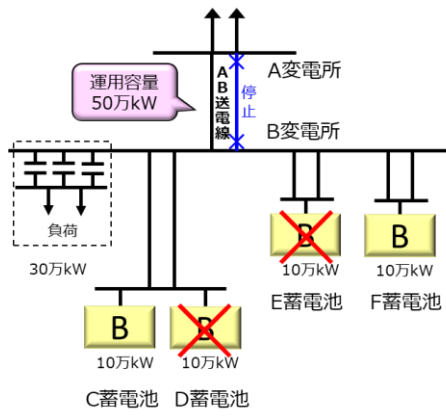 A変電所
運用容量
50万kW
AB送電線
停止
B変電所
負荷
30万kW
B
10万kW
E蓄電池
B
10万kW
F蓄電池
B
10万kW
C蓄電池
B
10万kW
D蓄電池